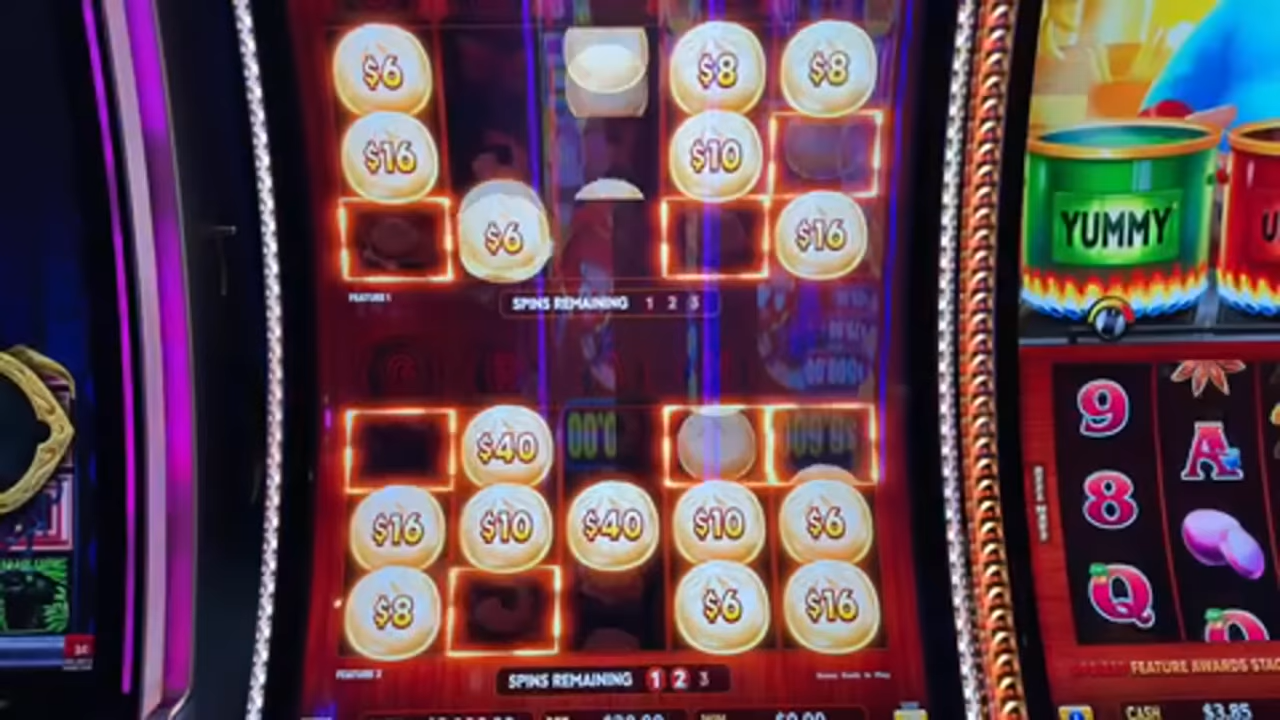 $6 $8 $8
$16 $10
$6 $16
FEATURE 1
SPINS REMAINING 1 2 3
$40
$16 $10 $40 $10 $6
$8 $6 $16
FEATURE 2
SPINS REMAINING 1 2 3
YUMMY
9
A
8
Q
FEATURE AWARDS
CASH
$3.85